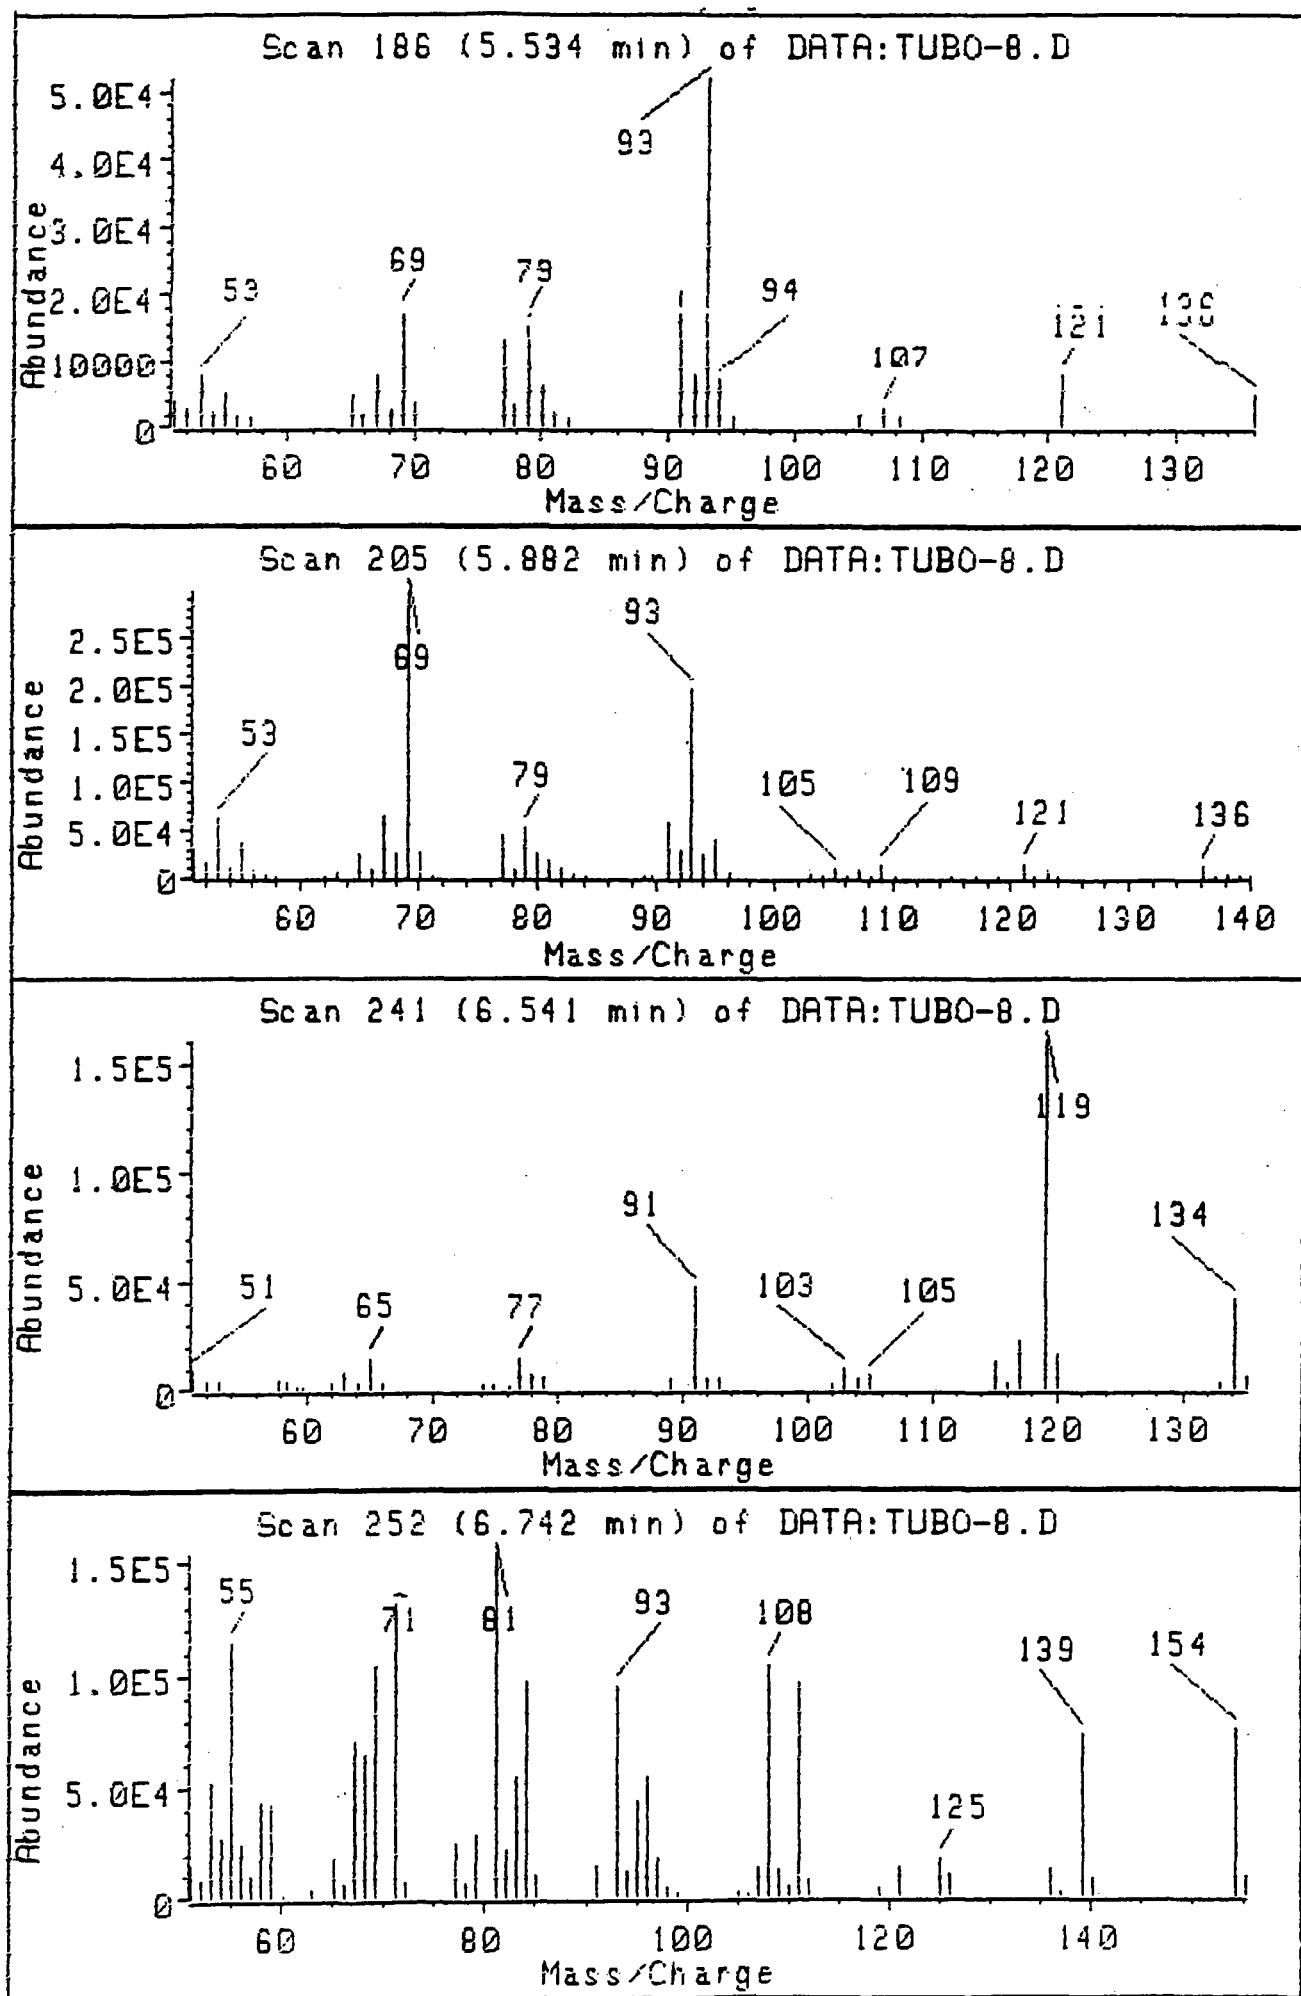 Scan 186 (5.534 min) of DATA:TUBO-8.D
Abundance
5.0E4
4.0E4
3.0E4
2.0E4
10000
0
53
69
79
93
94
107
121
136
60 70 80 90 100 110 120 130
Mass/Charge
Scan 205 (5.882 min) of DATA:TUBO-8.D
Abundance
2.5E5
2.0E5
1.5E5
1.0E5
5.0E4
0
53
69
79
93
105
109
121
136
60 70 80 90 100 110 120 130 140
Mass/Charge
Scan 241 (6.541 min) of DATA:TUBO-8.D
Abundance
1.5E5
1.0E5
5.0E4
0
51
65
77
91
103
105
119
134
60 70 80 90 100 110 120 130
Mass/Charge
Scan 252 (6.742 min) of DATA:TUBO-8.D
Abundance
1.5E5
1.0E5
5.0E4
0
55
71
81
93
108
125
139
154
60 80 100 120 140
Mass/Charge